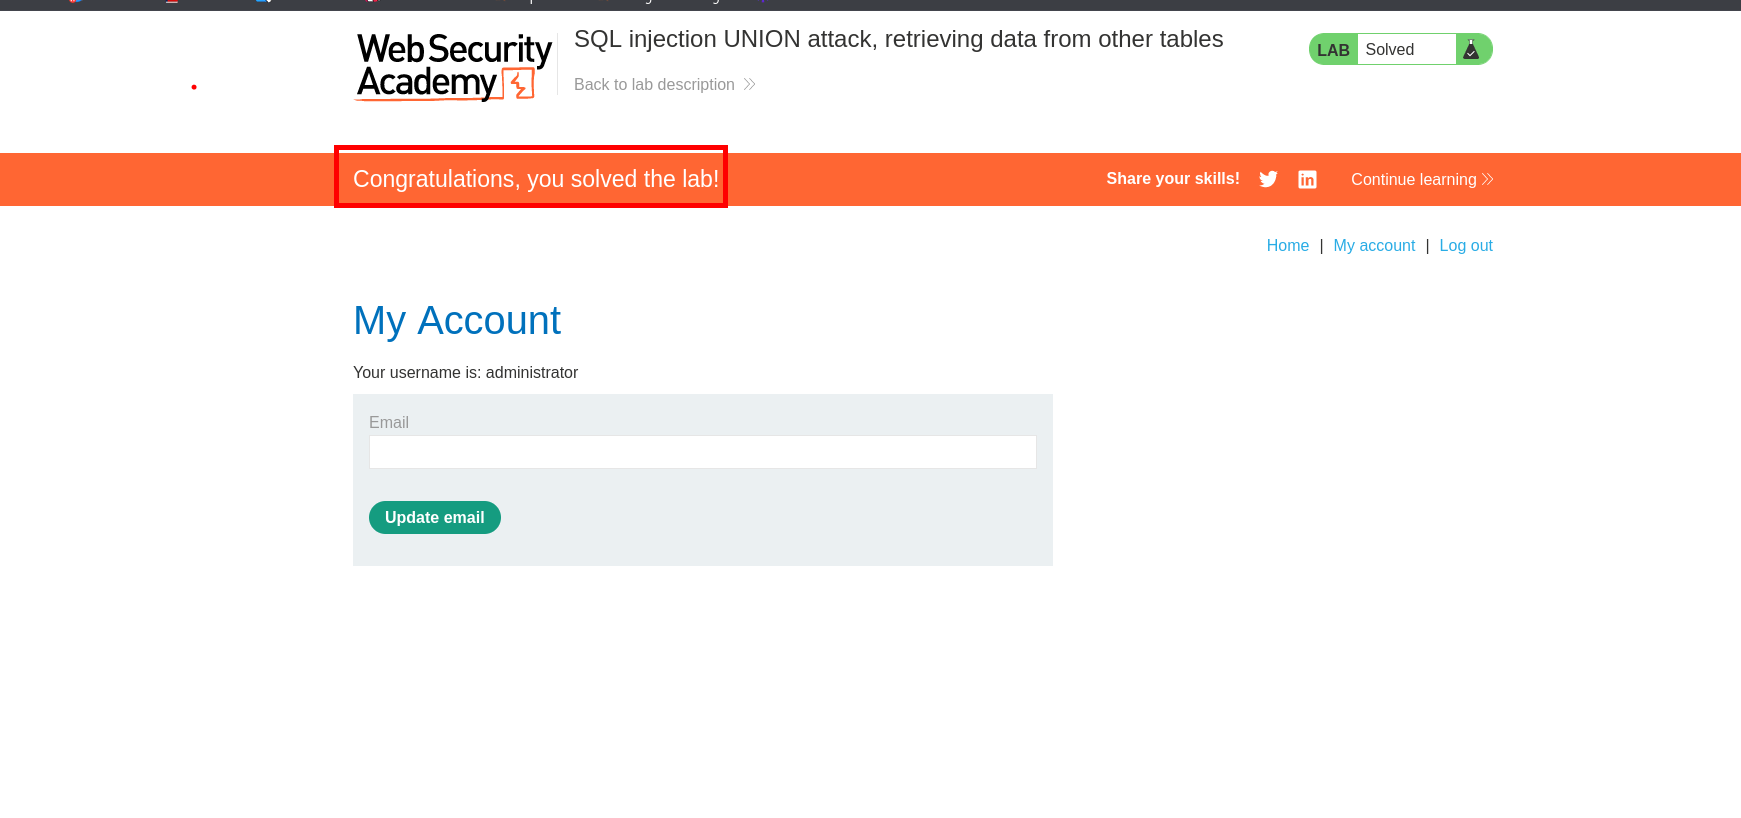 Web Security
Academy
SQL injection UNION attack, retrieving data from other tables
Back to lab description
LAB Solved
Congratulations, you solved the lab!
Share your skills!
Continue learning
Home | My account | Log out
My Account
Your username is: administrator
Email
Update email